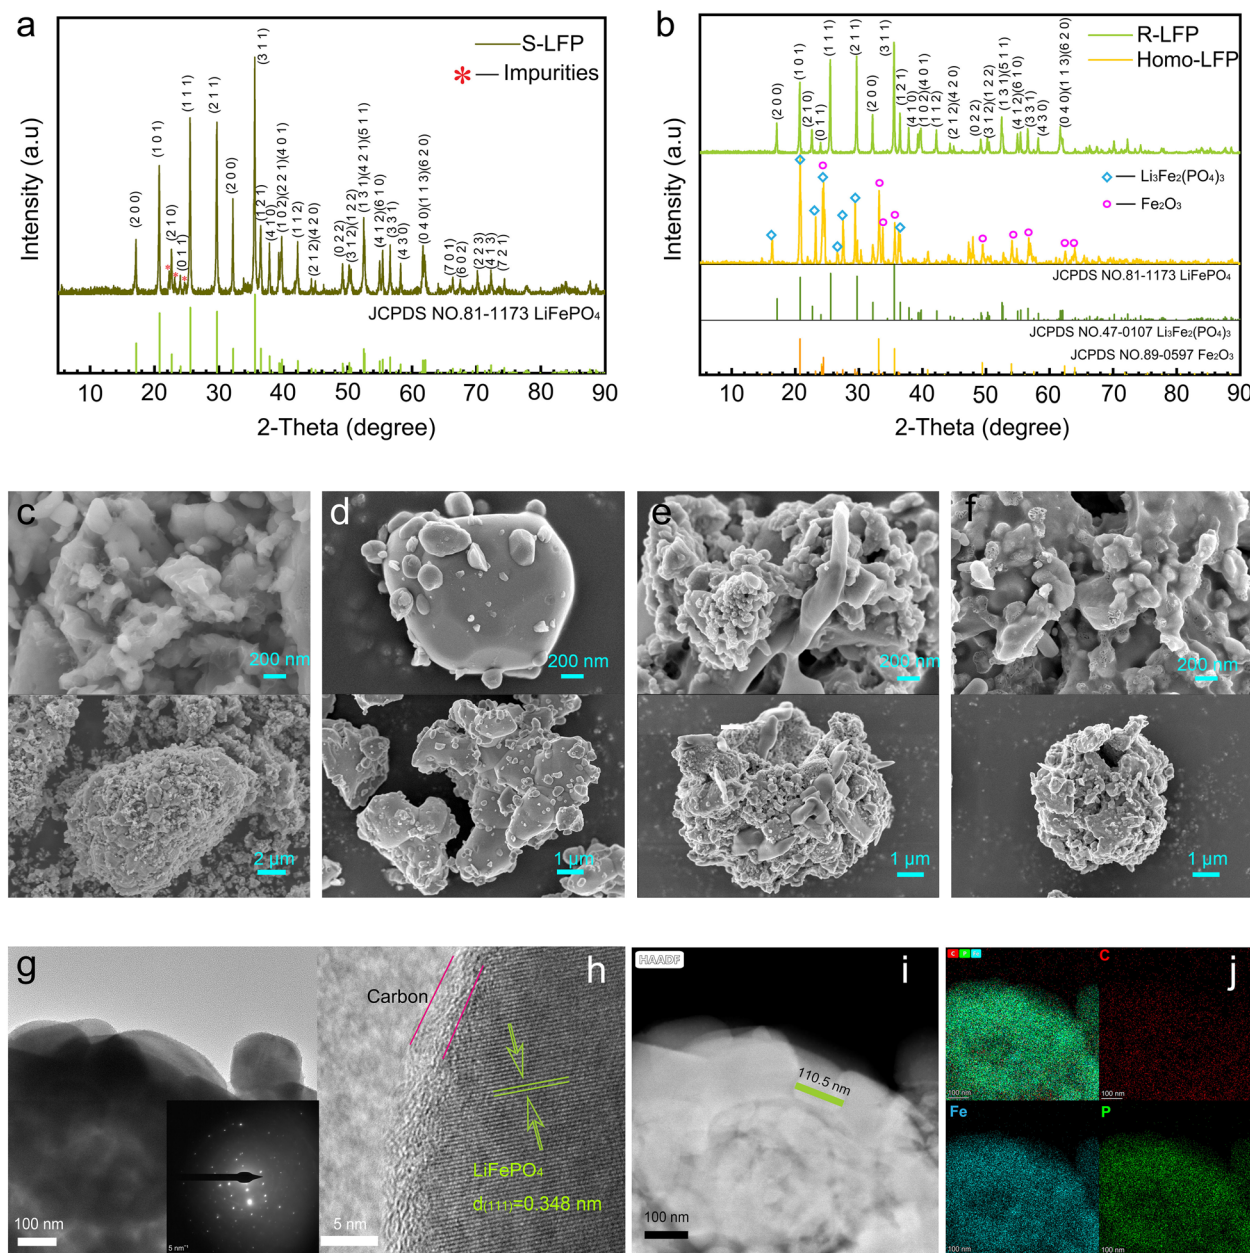 a
S-LFP
* — Impurities
Intensity (a.u)
(2 0 0)
(1 0 1)
(2 1 0)
(0 1 1)
(1 1 1)
(2 1 1)
(2 0 0)
(3 1 1)
(1 2 1)
(4 1 0)
(1 0 2)(2 2 1)(4 0 1)
(1 1 2)
(2 1 2)(4 2 0)
(0 2 2)
(3 1 2)(1 2 2)
(1 3 1)(4 2 1)(5 1 1)
(4 1 2)(6 1 0)
(3 3 1)
(4 3 0)
(0 4 0)(1 1 3)(6 2 0)
(7 0 1)
(6 0 2)
(2 2 3)
(4 1 3)
(7 2 1)
JCPDS NO.81-1173 LiFePO₄
10 20 30 40 50 60 70 80 90
2-Theta (degree)
b
R-LFP
Homo-LFP
Intensity (a.u)
(2 0 0)
(1 0 1)
(2 1 0)
(0 1 1)
(1 1 1)
(2 1 1)
(2 0 0)
(3 1 1)
(1 2 1)
(4 1 0)
(1 0 2)(4 0 1)
(1 1 2)
(2 1 2)(4 2 0)
(0 2 2)
(3 1 2)(1 2 2)
(1 3 1)(5 1 1)
(4 1 2)(6 1 0)
(3 3 1)
(4 3 0)
(0 4 0)(1 1 3)(6 2 0)
Li₃Fe₂(PO₄)₃
Fe₂O₃
JCPDS NO.81-1173 LiFePO₄
JCPDS NO.47-0107 Li₃Fe₂(PO₄)₃
JCPDS NO.89-0597 Fe₂O₃
10 20 30 40 50 60 70 80 90
2-Theta (degree)
c
200 nm
2 μm
d
200 nm
1 μm
e
200 nm
1 μm
f
200 nm
1 μm
g
100 nm
5 nm⁻¹
h
Carbon
LiFePO₄
d(111)=0.348 nm
5 nm
HAADF
i
110.5 nm
100 nm
C P Fe
100 nm
C
j
100 nm
Fe
100 nm
P
100 nm